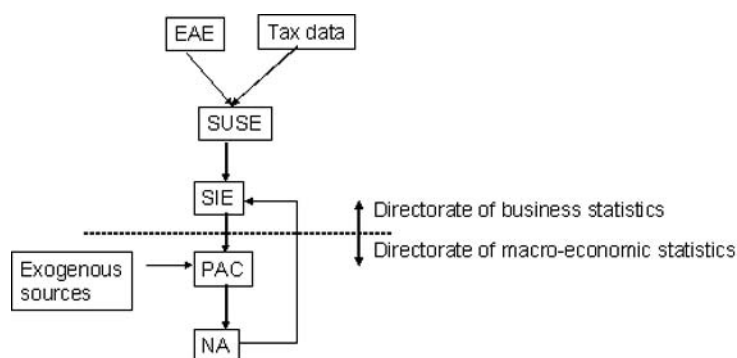 EAE
Tax data
SUSE
SIE
Directorate of business statistics
Directorate of macro-economic statistics
Exogenous
sources
PAC
NA